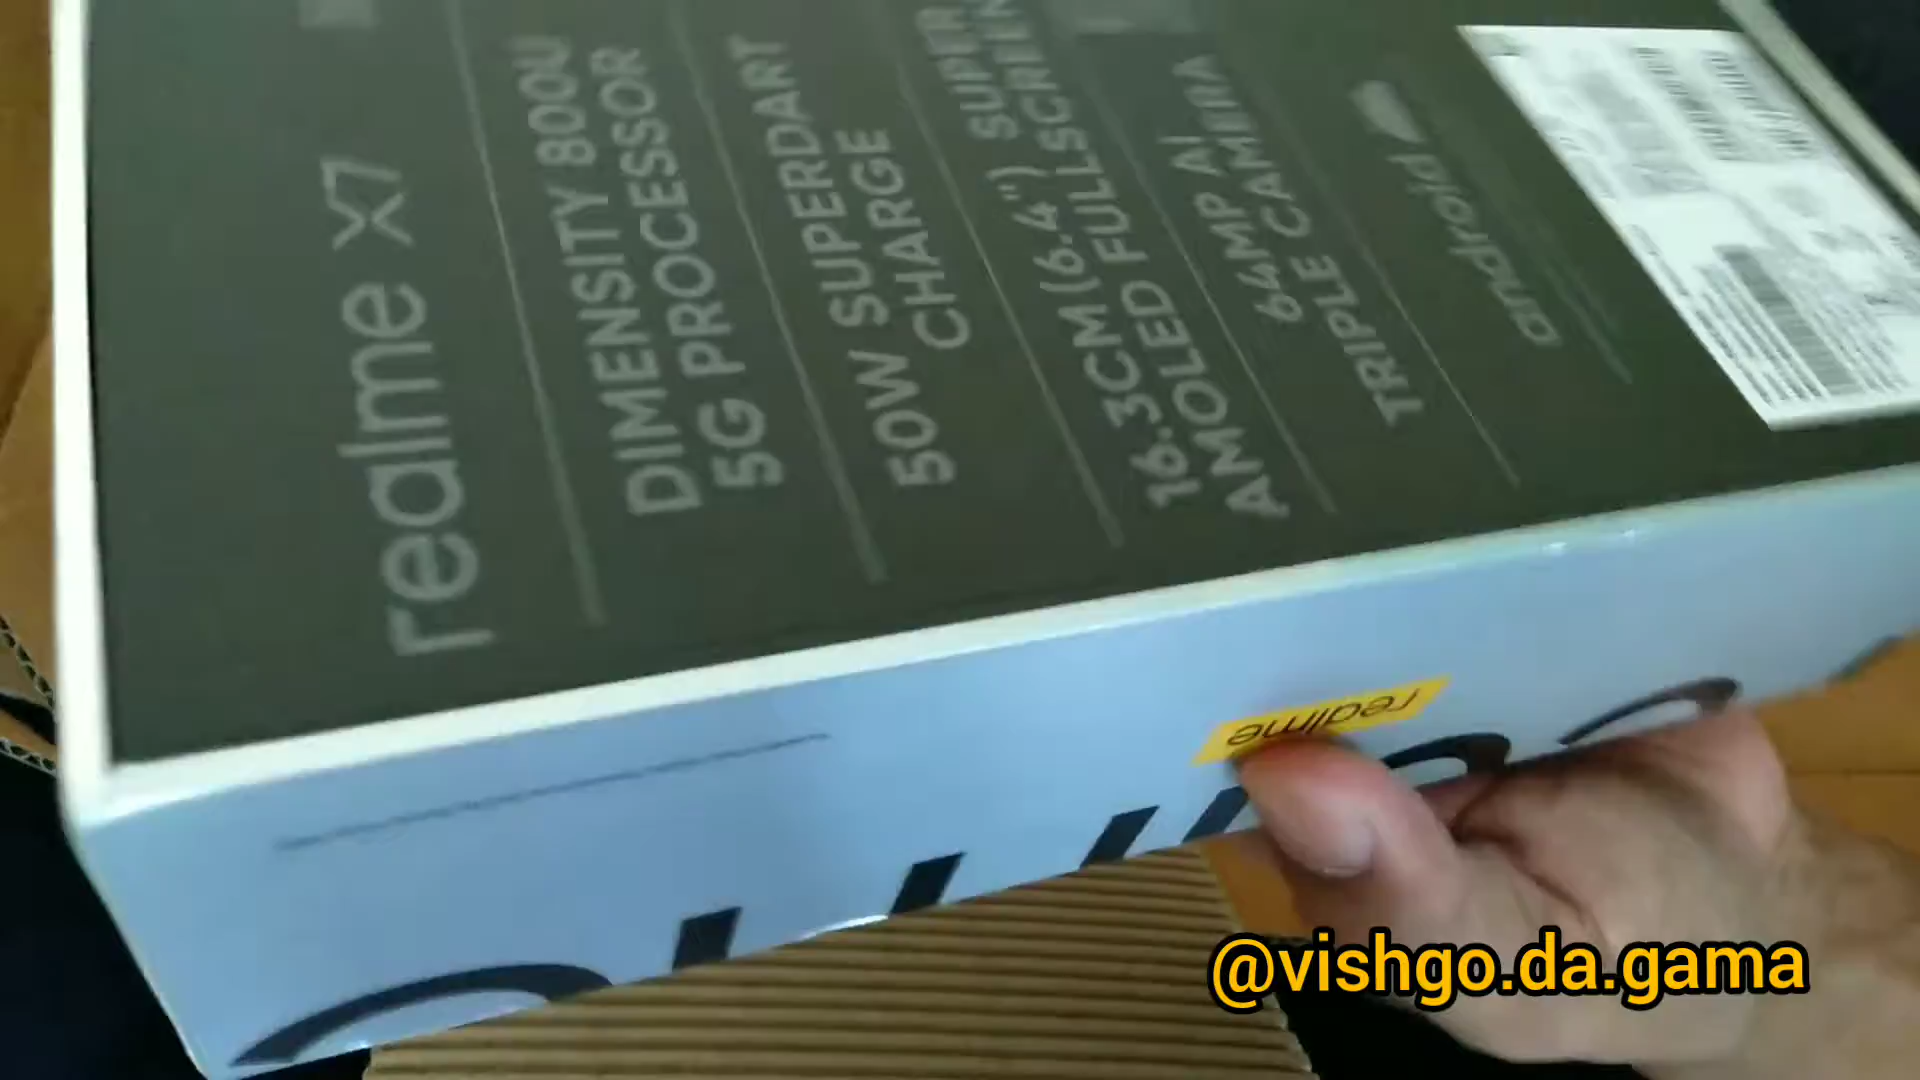 realme X7
DIMENSITY 800U
5G PROCESSOR
50W SUPERDART
CHARGE
16.3CM (6.4") SUPER
AMOLED FULLSCREEN
64MP AI
TRIPLE CAMERA
android
realme
@vishgo.da.gama